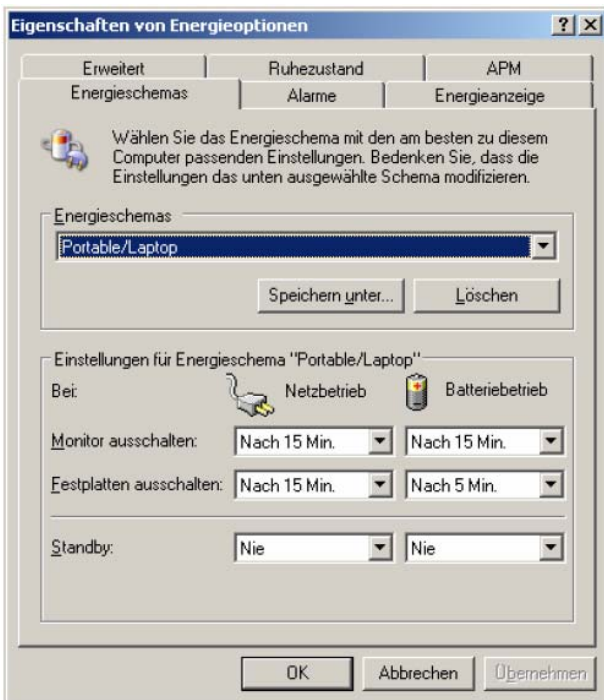 Eigenschaften von Energieoptionen
Erweitert Ruhezustand APM
Energieschemas Alarme Energieanzeige
Wählen Sie das Energieschema mit den am besten zu diesem
Computer passenden Einstellungen. Bedenken Sie, dass die
Einstellungen das unten ausgewählte Schema modifizieren.
Energieschemas
Portable/Laptop
Speichern unter... Löschen
Einstellungen für Energieschema "Portable/Laptop"
Bei: Netzbetrieb Batteriebetrieb
Monitor ausschalten: Nach 15 Min. Nach 15 Min.
Festplatten ausschalten: Nach 15 Min. Nach 5 Min.
Standby: Nie Nie
OK Abbrechen Übernehmen